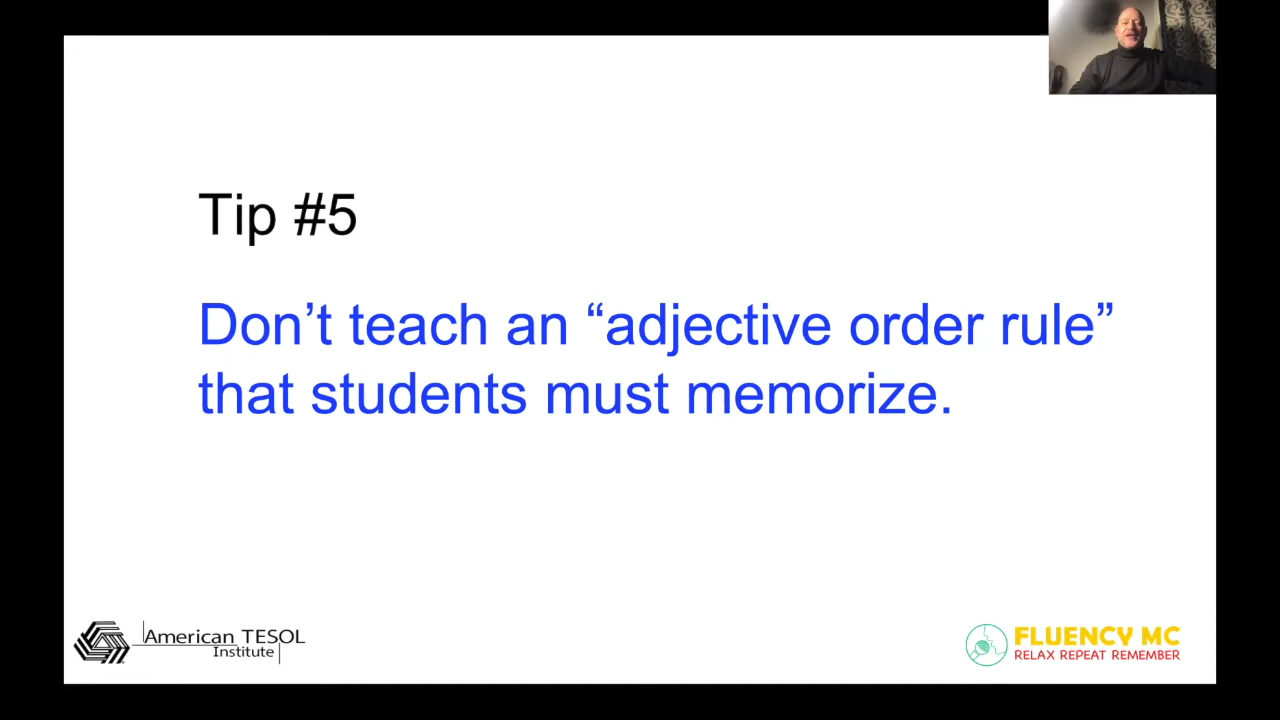 Tip #5
Don’t teach an “adjective order rule”
that students must memorize.
American TESOL
Institute
FLUENCY MC
RELAX REPEAT REMEMBER